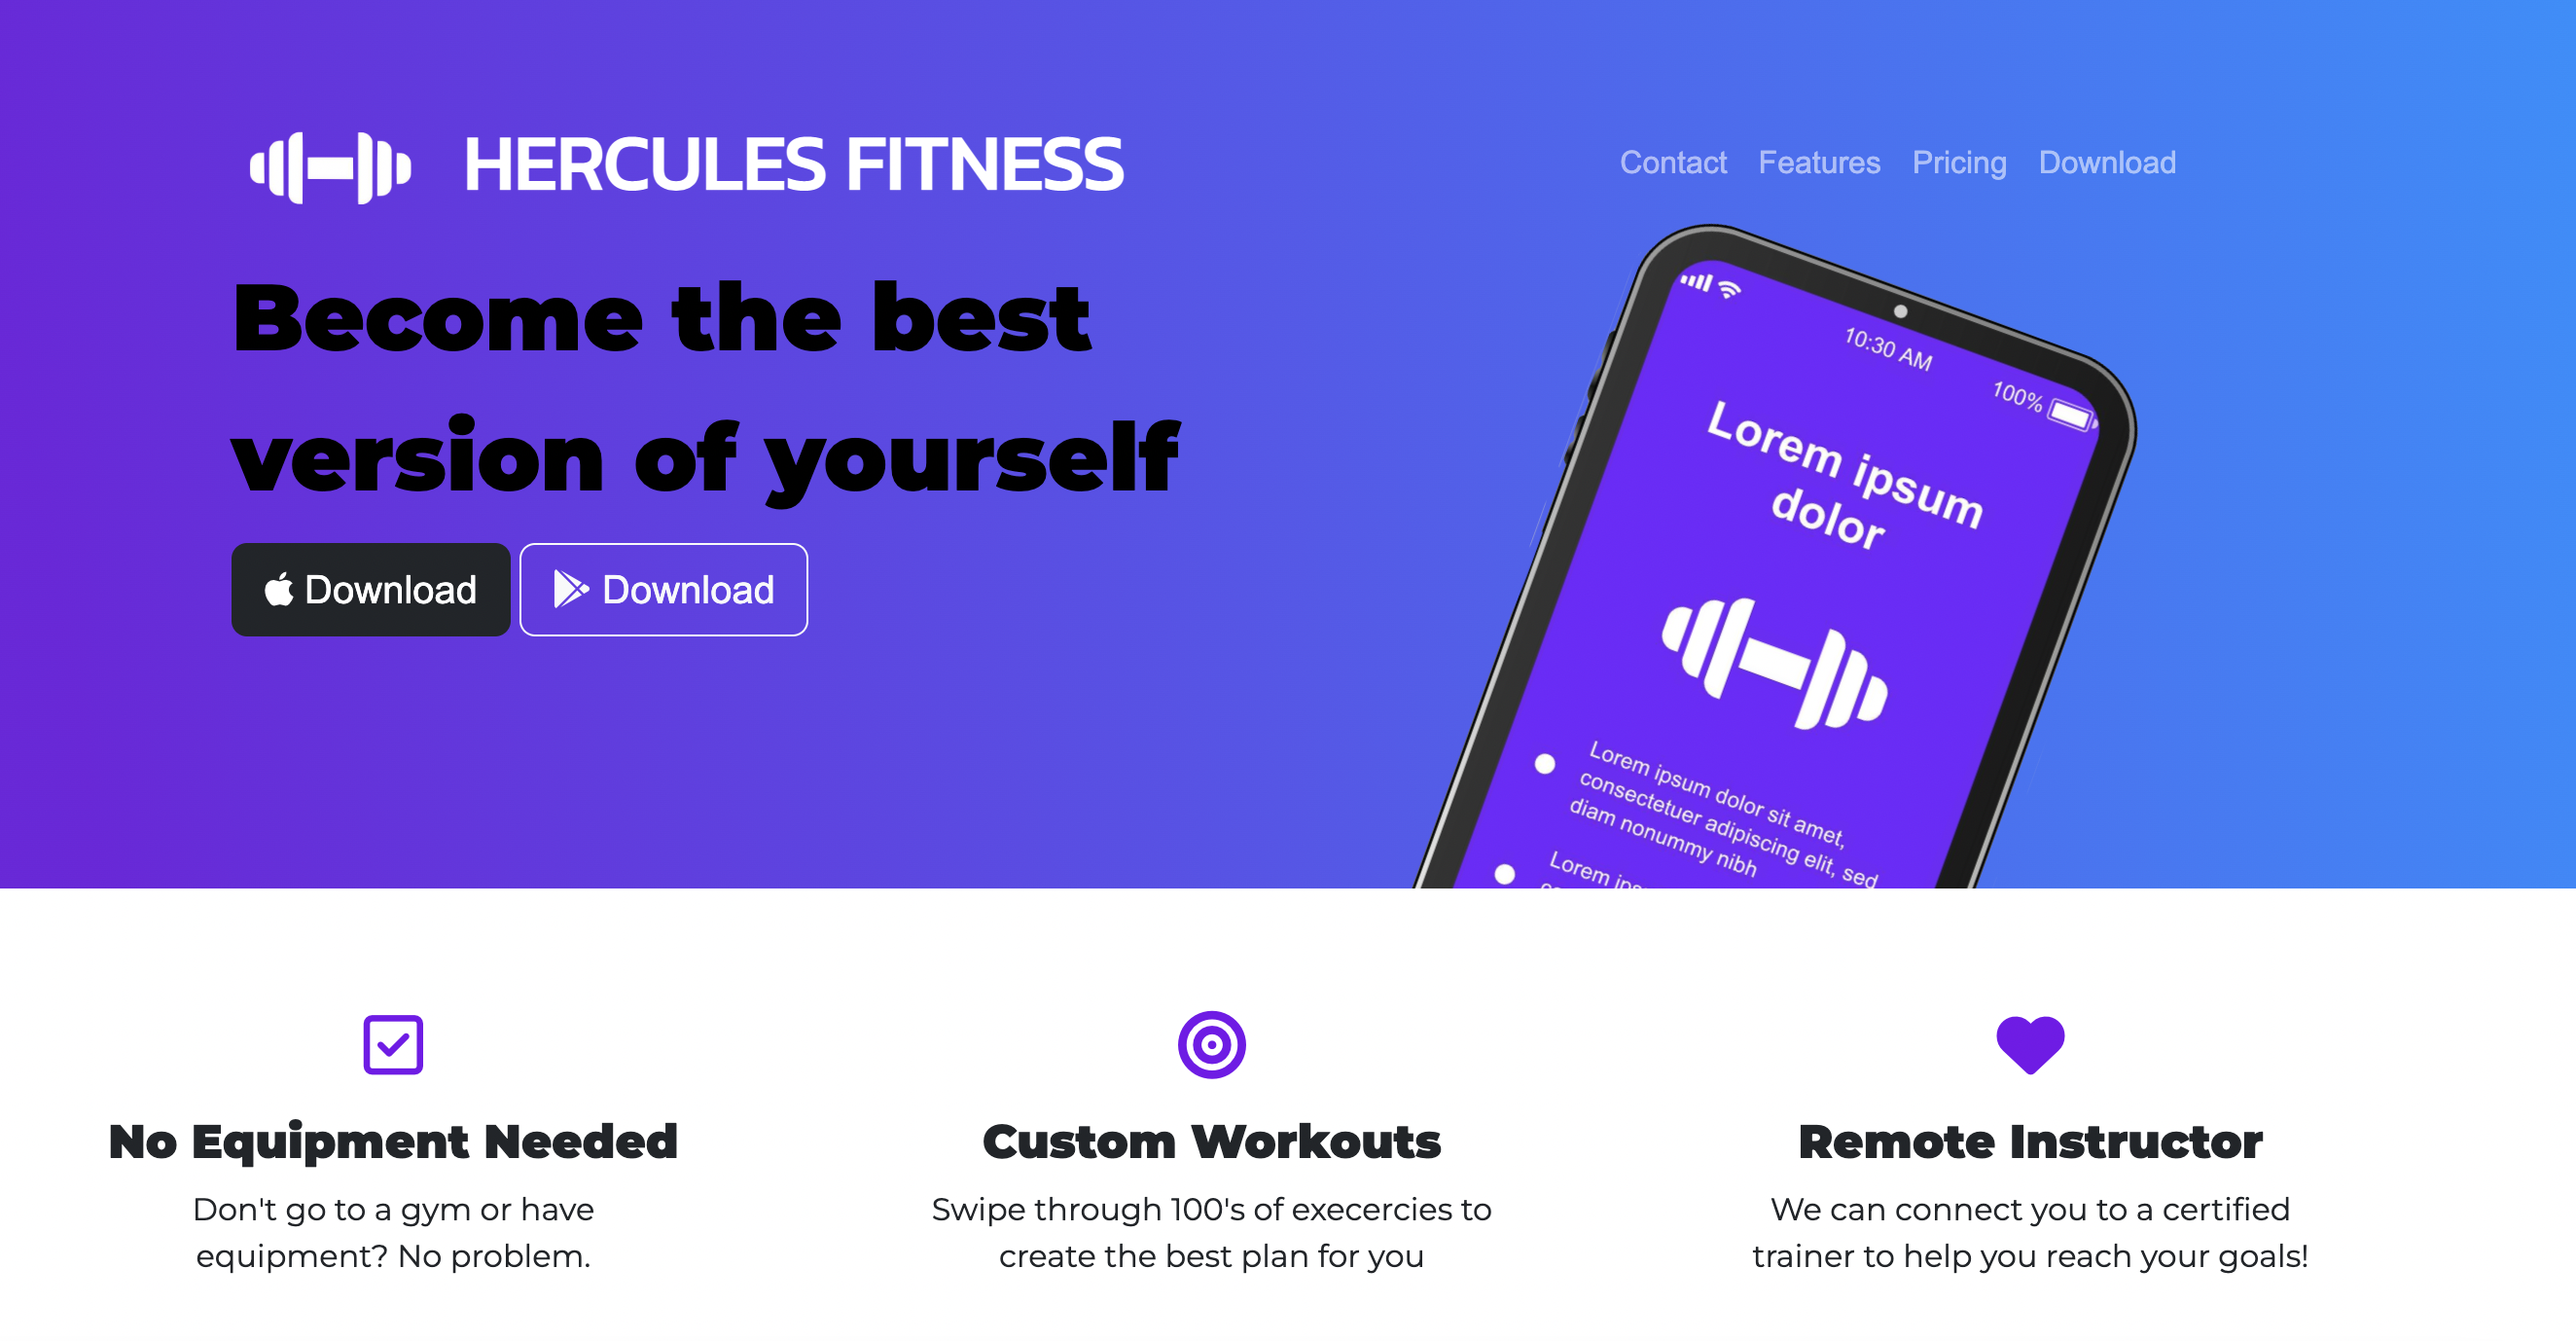 HERCULES FITNESS
Contact Features Pricing Download
Become the best
version of yourself
Download Download
10:30 AM
100%
Lorem ipsum
dolor
Lorem ipsum dolor sit amet,
consectetuer adipiscing elit, sed
diam nonummy nibh
Lorem
No Equipment Needed
Don't go to a gym or have
equipment? No problem.
Custom Workouts
Swipe through 100's of execercies to
create the best plan for you
Remote Instructor
We can connect you to a certified
trainer to help you reach your goals!